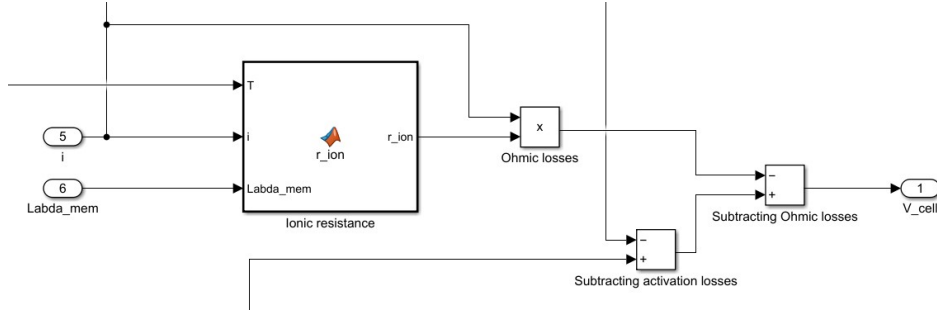 T
5
i
i
r_ion
r_ion
x
Ohmic losses
6
Labda_mem
Labda_mem
Ionic resistance
−
+
Subtracting Ohmic losses
1
V_cell
−
+
Subtracting activation losses